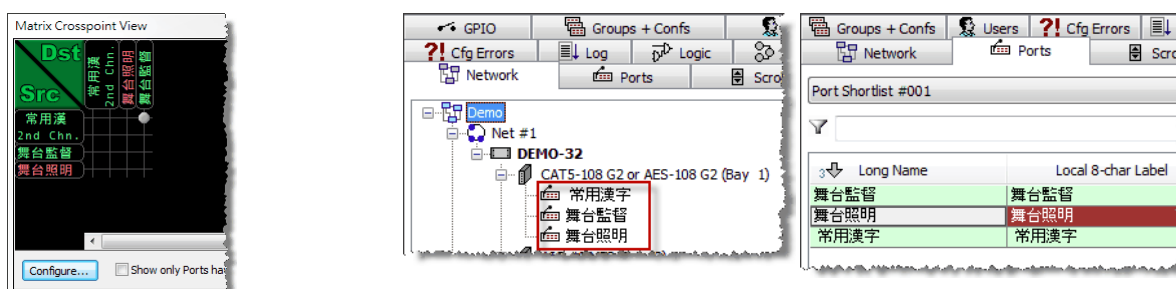 Matrix Crosspoint View
Dst
Src
常用漢
2nd Chn.
舞台照明
舞台監督
常用漢
2nd Chn.
舞台監督
舞台照明
Configure...
Show only Ports ha
GPIO
Groups + Confs
?! Cfg Errors
Log
Logic
Network
Ports
Scro
Demo
Net #1
DEMO-32
CAT5-108 G2 or AES-108 G2 (Bay 1)
常用漢字
舞台監督
舞台照明
Groups + Confs
Users
?! Cfg Errors
Network
Ports
Scro
Port Shortlist #001
3 Long Name
Local 8-char Label
舞台監督
舞台監督
舞台照明
舞台照明
常用漢字
常用漢字